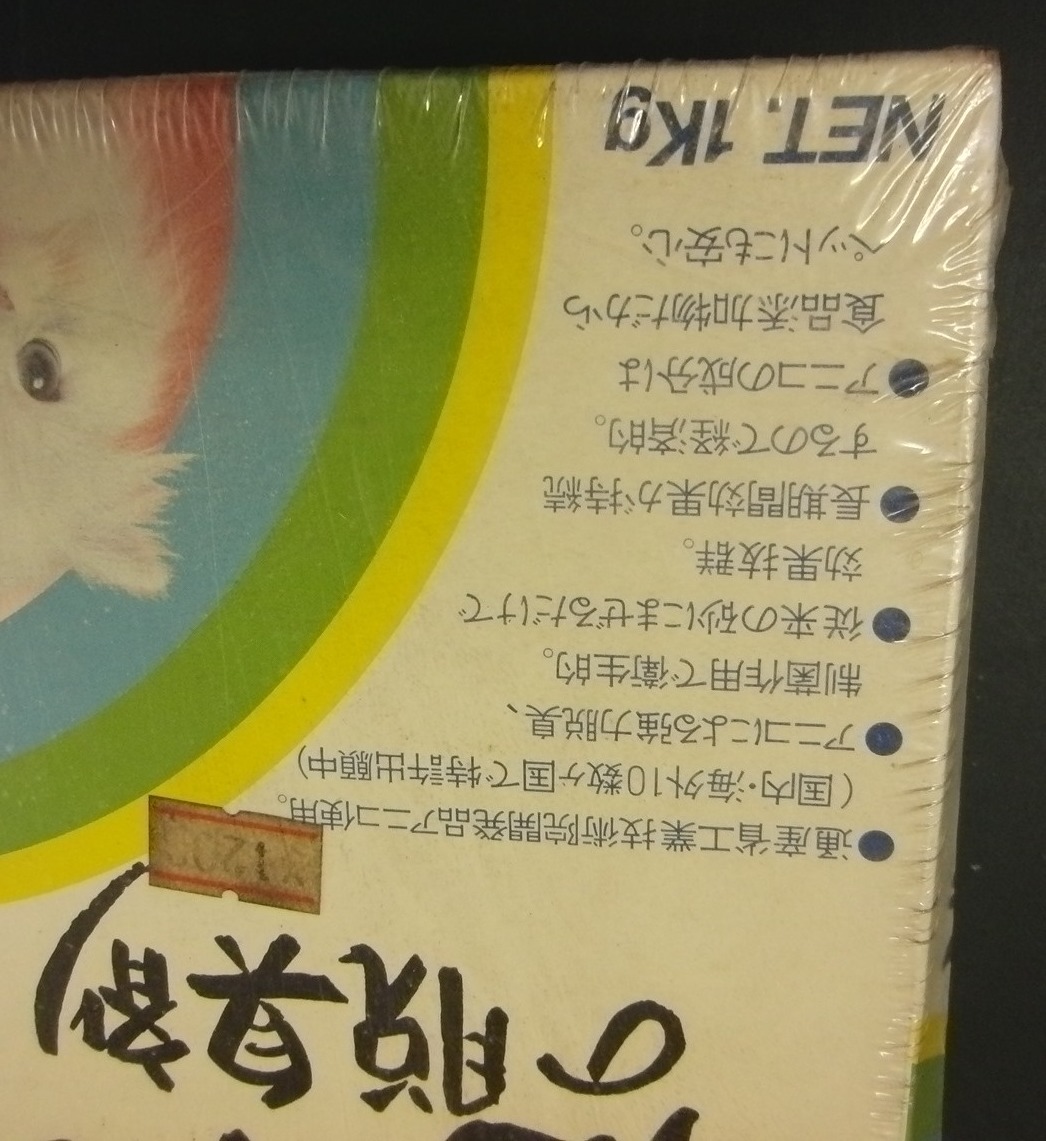 の脱臭剤)
●通産省工業技術院開発品アニコ使用。
(国内・海外10数ヶ国で特許出願中)
●アニコによる強力脱臭、
制菌作用で衛生的。
●従来の砂にまぜるだけで
効果抜群。
●長期間効果が持続
するので経済的。
●アニコの成分は
食品添加物だから
ペットにも安心。
NET. 1Kg